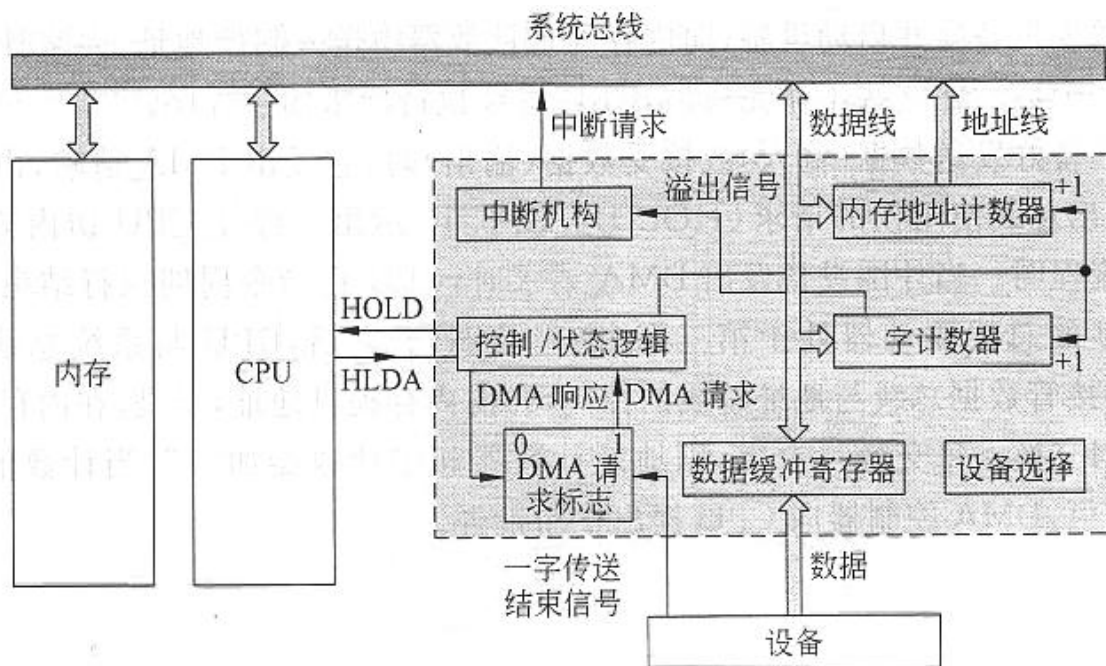 系统总线
中断请求
数据线
地址线
溢出信号
+1
中断机构
内存地址计数器
HOLD
控制/状态逻辑
字计数器
+1
内存
CPU
HLDA
DMA 响应
DMA 请求
0 1
DMA 请
求标志
数据缓冲寄存器
设备选择
一字传送
结束信号
数据
设备